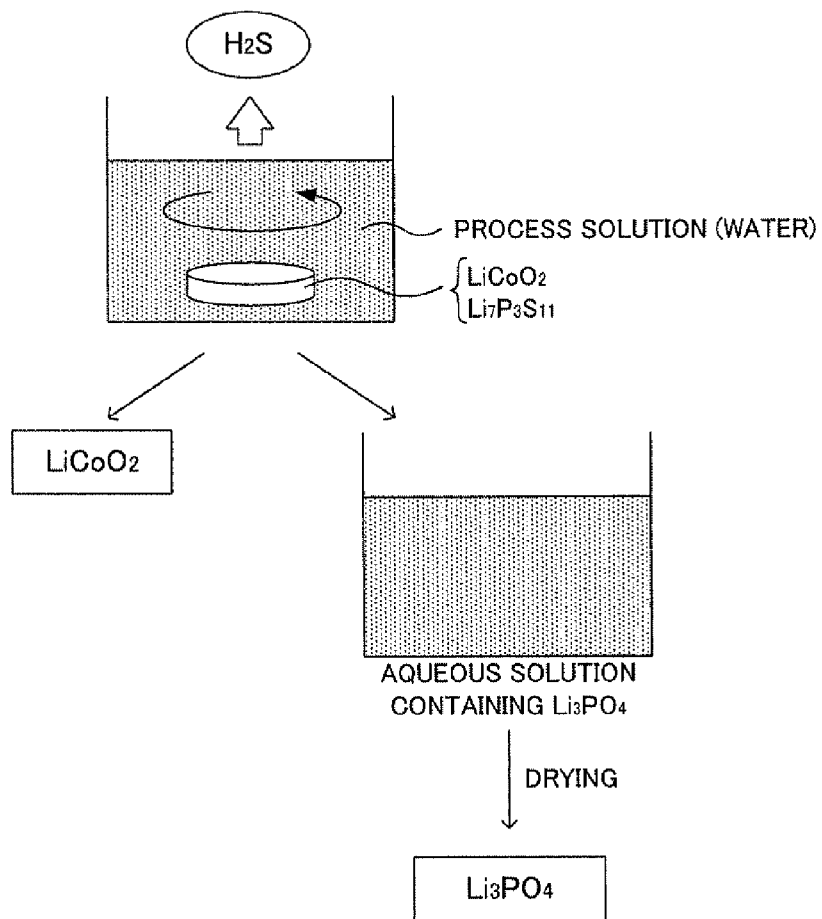 H2S
PROCESS SOLUTION (WATER)
LiCoO2
Li7P3S11
LiCoO2
AQUEOUS SOLUTION
CONTAINING Li3PO4
DRYING
Li3PO4